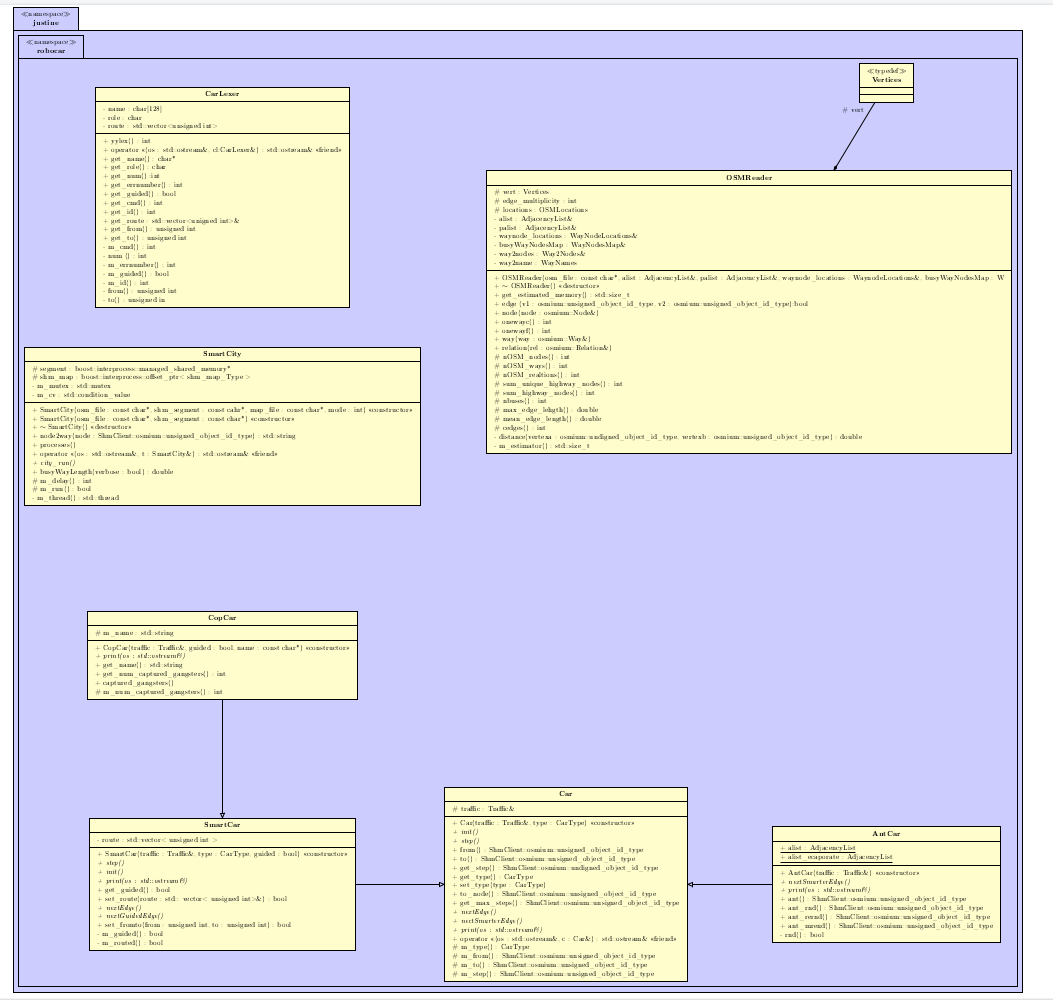 ≪namespace≫
justine
≪namespace≫
robocar
CarLexer
- name : char[128]
- role : char
- route : std::vector<unsigned int>
+ yylex() : int
+ operator «(os : std::ostream&, cl:CarLexer&) : std::ostream& «friend»
+ get_name() : char*
+ get_role() : char
+ get_num() :int
+ get_errnumber() : int
+ get_guided() : bool
+ get_cmd() : int
+ get_id() : int
+ get_route : std::vector<unigned int>&
+ get_from() : unsigned int
+ get_to() : unsigned int
- m_cmd() : int
- num () : int
- m_errnumber() : int
- m_guided() : bool
- m_id() : int
- from() : unsigned int
- to() : unsigned in
≪typedef≫
Vertices
# vert
OSMReader
# vert : Vertices
# edge_multiplicity : int
# locations : OSMLocations
- alist : AdjacencyList&
- palist : AdjacencyList&
- waynode_locations : WayNodeLocations&
- busyWayNodesMap : WayNodesMap&
- way2nodes : Way2Nodes&
- way2name : WayNames
+ OSMReader(osm_file : const char*, alist : AdjacencyList&, palist : AdjacencyList&, waynode_locations : WaynodeLocations&, busyWayNodesMap : W
+ ~ OSMReader() «destructor»
+ get_estimated_memory() : std::size_t
+ edge (v1 : osmium::unsigned_object_id_type, v2 : osmium::unsigned_object_id_type):bool
+ node(node : osmium::Node&)
+ onewayc() : int
+ onewayf() : int
+ way(way : osmium::Way&)
+ relation(rel : osmium::Relation&)
# nOSM_nodes() : int
# nOSM_ways() : int
# nOSM_realtions() : int
# sum_unique_highway_nodes() : int
# sum_highway_nodes() : int
# max_edge_lehgth() : double
# mean_edge_length() : double
# cedges() : int
- distance(vertexa : osmium::undigned_object_id_type, vertexb : osmium::unsigned_object_id_type) : double
- m_estimator() : std::size_t
SmartCity
# segment : boost::interprocess::managed_shared_memory*
# shm_map : boost::interprocess::offset_ptr< shm_map_Type >
- m_mutex : std::mutex
- m_cv : std::condition_value
+ SmartCity(osm_file : const char*, shm_segment : const cahr*, map_file : const char*, mode : int) «constructor»
+ SmartCity(osm_file : const char*, shm_segment : const char*) «constructor»
+ ~ SmartCity() «destructor»
+ node2way(node : ShmClient::osmium::unsigned_object_id_type) : std::string
+ processes()
+ operator «(os : std::ostream&, t : SmartCity&) : std::ostream& «friend»
+ city_run()
+ busyWayLength(verbose : bool) : double
# m_delay() : int
# m_run() : bool
- m_thread() : std::thread
CopCar
# m_name : std::string
+ CopCar(traffic : Traffic&, guided : bool, name : const char*) «constructor»
+ print(os : std::ostream&)
+ get_name() : std::string
+ get_num_captured_gangsters() : int
+ captured_gangsters()
# m_num_captured_gangsters() : int
SmartCar
- route : std::vector< unsigned int >
+ SmartCar(traffic : Traffic&, type : CarType, guided : bool) «constructor»
+ step()
+ init()
+ print(os : std::ostream&)
+ get_guided() : bool
+ set_route(route : std::vector< unsigned int>&) : bool
+ nextEdge()
+ nextGuidedEdge()
+ set_fromto(from : unsigned int, to : unsigned int) : bool
- m_guided() : bool
- m_routed() : bool
Car
# traffic : Traffic&
+ Car(traffic : Traffic&, type : CarType) «constructor»
+ init()
+ step()
+ from() : ShmClient::osmium::unsigned_object_id_type
+ to() : ShmClient::osmium::unsigned_object_id_type
+ get_step() : ShmClient::osmium::undigned_object_id_type
+ get_type() : CarType
+ set_type(type : CarType)
+ to_node() : ShmClient::osmium::unsigned_object_id_type
+ get_max_steps() : ShmClient::osmium::unsigned_object_id_type
+ nextEdge()
+ nextSmarterEdge()
+ print(os : std::ostream&)
+ operator «(os : std::ostream&, c : Car&) : std::ostream& «friend»
# m_type() : CarType
# m_from() : ShmClient::osmium::unsigned_object_id_type
# m_to() : ShmClient::osmium::unsigned_object_id_type
# m_step() : ShmClient::osmium::unsigned_object_id_type
AntCar
+ alist : AdjacencyList
+ alist_evaporate : AdjacencyList
+ AntCar(traffic : Traffic&) «constructor»
+ nextSmarterEdge()
+ print(os : std::ostream&)
+ ant() : ShmClient::osmium::unsigned_object_id_type
+ ant_rnd() : ShmClient::osmium::unsigned_object_id_type
+ ant_rernd() : ShmClient::osmium::unsigned_object_id_type
+ ant_mrernd() : ShmClient::osmium::unsigned_object_id_type
- rnd() : bool